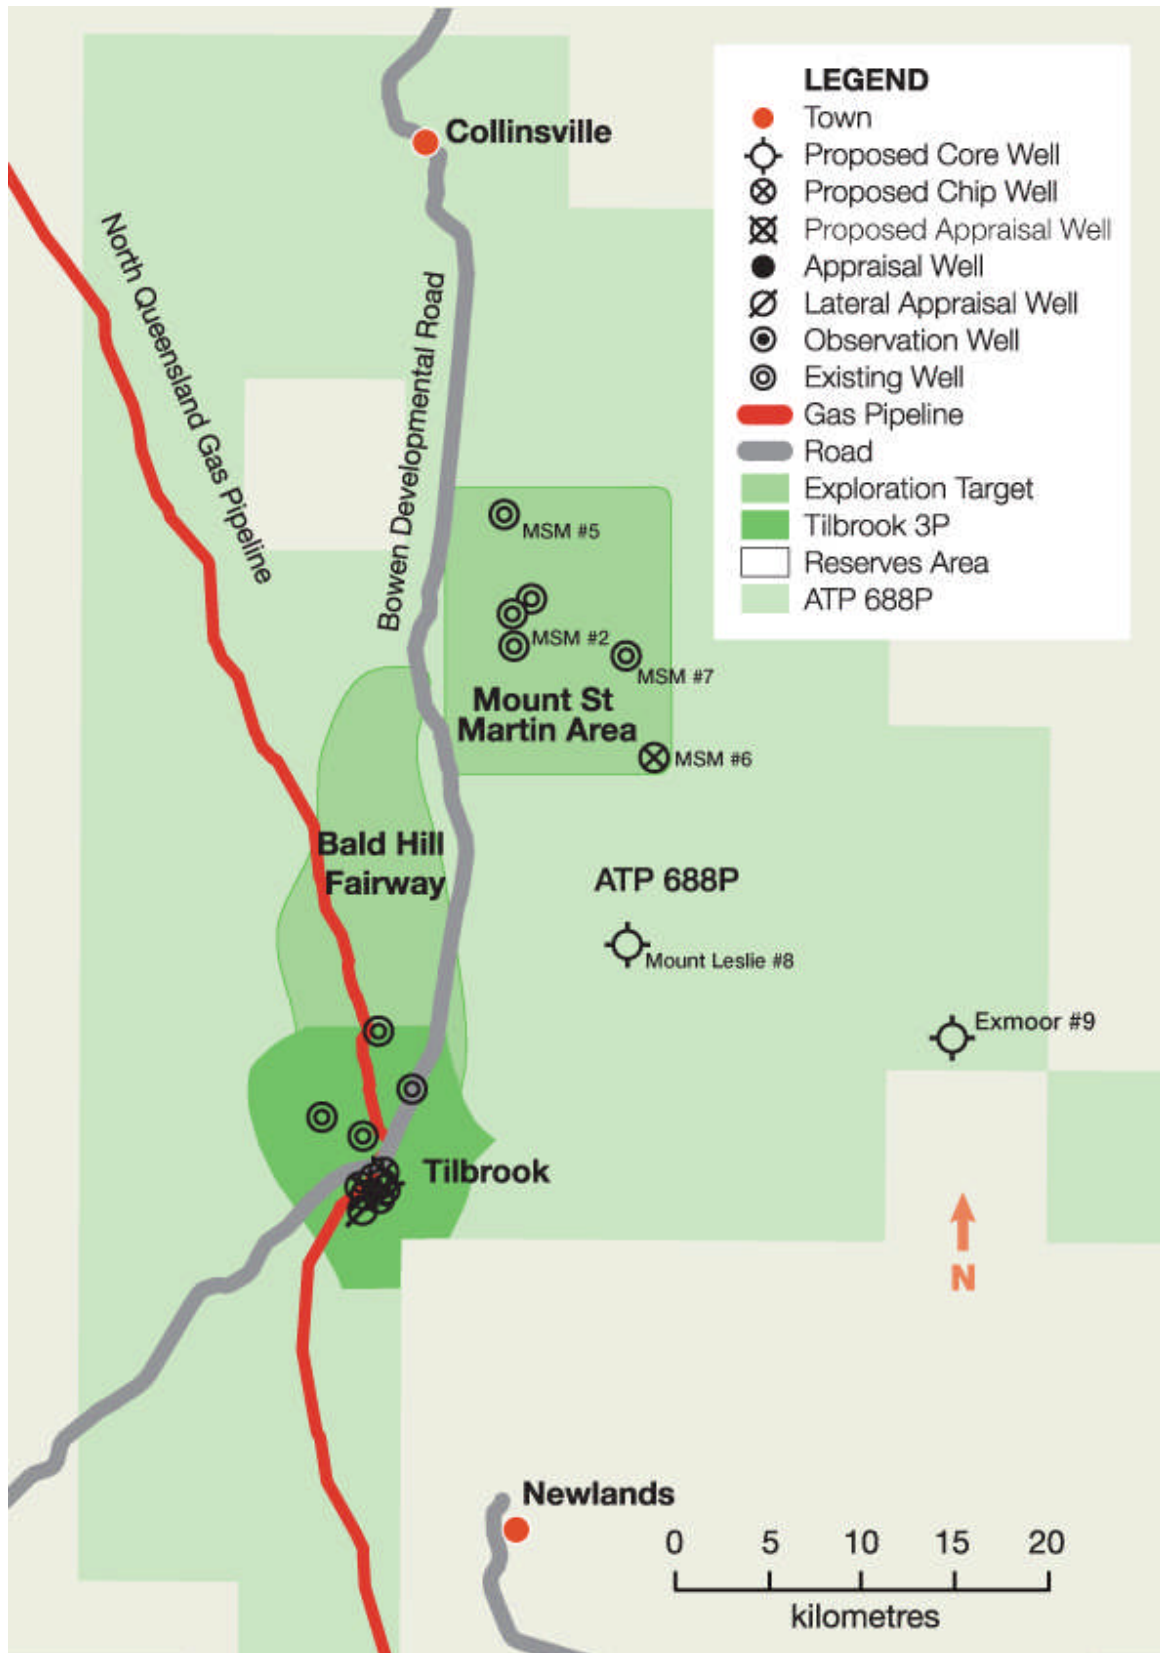 LEGEND
Town
Proposed Core Well
Proposed Chip Well
Proposed Appraisal Well
Appraisal Well
Lateral Appraisal Well
Observation Well
Existing Well
Gas Pipeline
Road
Exploration Target
Tilbrook 3P
Reserves Area
ATP 688P
Collinsville
North Queensland Gas Pipeline
Bowen Developmental Road
MSM #5
MSM #2
MSM #7
Mount St
Martin Area
MSM #6
Bald Hill
Fairway
ATP 688P
Mount Leslie #8
Exmoor #9
Tilbrook
N
Newlands
0 5 10 15 20
kilometres